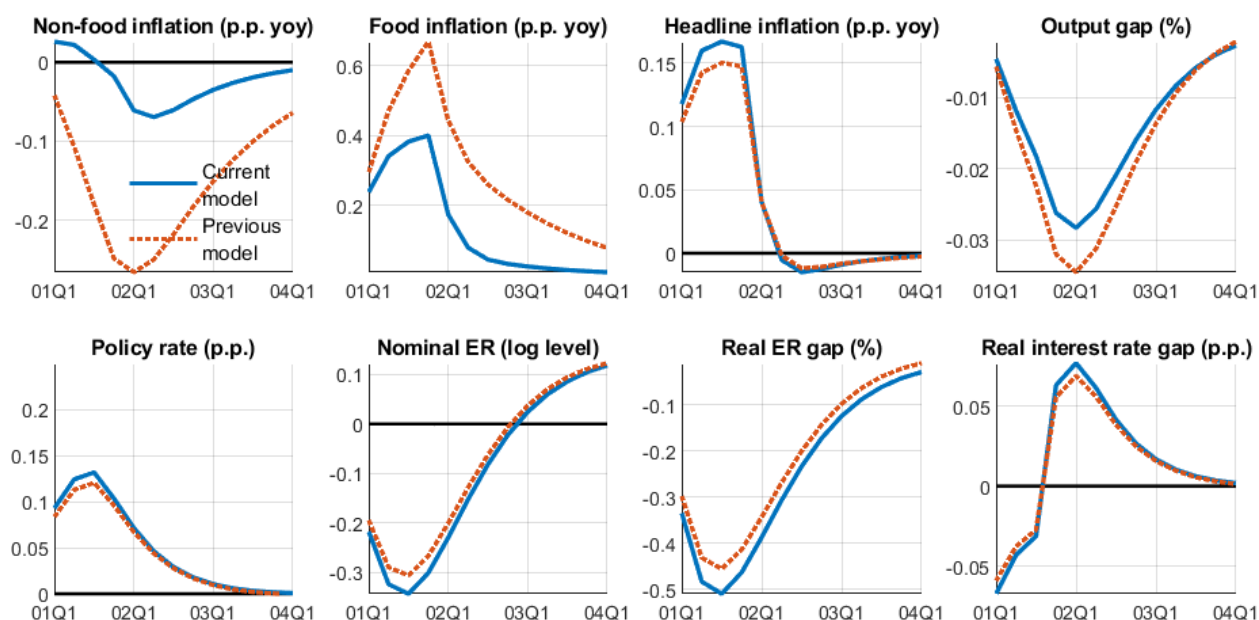 Non-food inflation (p.p. yoy)
0
-0.1
-0.2
Current
model
Previous
model
01Q1 02Q1 03Q1 04Q1
Food inflation (p.p. yoy)
0.6
0.4
0.2
01Q1 02Q1 03Q1 04Q1
Headline inflation (p.p. yoy)
0.15
0.1
0.05
0
01Q1 02Q1 03Q1 04Q1
Output gap (%)
-0.01
-0.02
-0.03
01Q1 02Q1 03Q1 04Q1
Policy rate (p.p.)
0.2
0.15
0.1
0.05
0
01Q1 02Q1 03Q1 04Q1
Nominal ER (log level)
0.1
0
-0.1
-0.2
-0.3
01Q1 02Q1 03Q1 04Q1
Real ER gap (%)
-0.1
-0.2
-0.3
-0.4
-0.5
01Q1 02Q1 03Q1 04Q1
Real interest rate gap (p.p.)
0.05
0
-0.05
01Q1 02Q1 03Q1 04Q1